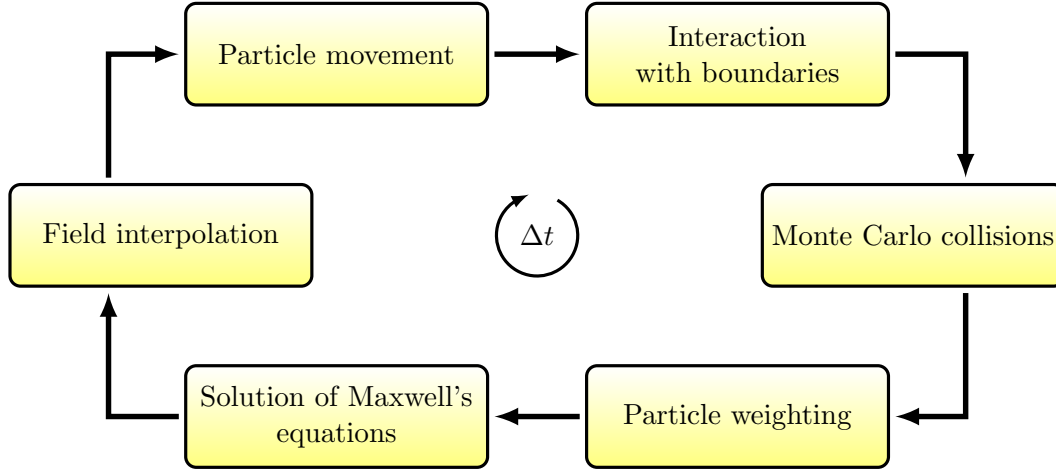 Particle movement
Interaction
with boundaries
Field interpolation
Δt
Monte Carlo collisions
Solution of Maxwell's
equations
Particle weighting